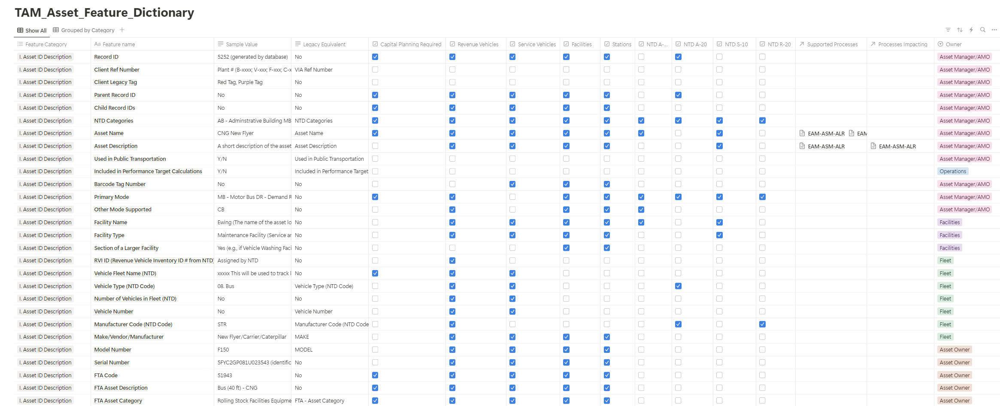 TAM_Asset_Feature_Dictionary
Show All Grouped by Category
Feature Category Aa Feature name Sample Value Legacy Equivalent Capital Planning Required Revenue Vehicles Service Vehicles Facilities Stations NTD A-... NTD A-20 NTD S-10 NTD R-20 Supported Processes Processes Impacting Owner
I. Asset ID Description Record ID 5252 (generated by database) No Asset Manager/AMO
I. Asset ID Description Client Ref Number Plant # (B-xxxx; V-xxx; F-xxx; C-x VIA Ref Number Asset Manager/AMO
I. Asset ID Description Client Legacy Tag Red Tag, Purple Tag No Asset Manager/AMO
I. Asset ID Description Parent Record ID No No Asset Manager/AMO
I. Asset ID Description Child Record IDs No No Asset Manager/AMO
I. Asset ID Description NTD Categories AB - Adminstrative Building MB NTD Categories Asset Manager/AMO
I. Asset ID Description Asset Name CNG New Flyer Asset Name EAM-ASM-ALR EAM Asset Manager/AMO
I. Asset ID Description Asset Description A short description of the asset Asset Description EAM-ASM-ALR EAM-ASM-ALR Asset Manager/AMO
I. Asset ID Description Used in Public Transportation Y/N Used in Public Transportation Asset Manager/AMO
I. Asset ID Description Included in Performance Target Calculations Y/N Included in Performance Target Operations
I. Asset ID Description Barcode Tag Number No No Asset Manager/AMO
I. Asset ID Description Primary Mode MB - Motor Bus DR - Demand R No Asset Manager/AMO
I. Asset ID Description Other Mode Supported CB No Asset Manager/AMO
I. Asset ID Description Facility Name Ewing (The name of the asset lo No Facilities
I. Asset ID Description Facility Type Maintenance Facility (Service ar No Facilities
I. Asset ID Description Section of a Larger Facility Yes (e.g., if Vehicle Washing Faci No Facilities
I. Asset ID Description RVI ID (Revenue Vehicle Inventory ID # from NTD) Assigned by NTD No Fleet
I. Asset ID Description Vehicle Fleet Name (NTD) xxxxx This will be used to track l No Fleet
I. Asset ID Description Vehicle Type (NTD Code) 08. Bus Vehicle Type (NTD Code) Fleet
I. Asset ID Description Number of Vehicles in Fleet (NTD) No No Fleet
I. Asset ID Description Vehicle Number No Vehicle Number Fleet
I. Asset ID Description Manufacturer Code (NTD Code) STR Manufacturer Code (NTD Code Fleet
I. Asset ID Description Make/Vendor/Manufacturer New Flyer/Carrier/Caterpillar MAKE Fleet
I. Asset ID Description Model Number F150 MODEL Asset Owner
I. Asset ID Description Serial Number 5FYC2GP081U023543 (identific No Asset Owner
I. Asset ID Description FTA Code 51943 No Asset Owner
I. Asset ID Description FTA Asset Description Bus (40 ft) - CNG No Asset Owner
I. Asset ID Description FTA Asset Category Rolling Stock Facilities Equipme FTA - Asset Category Asset Owner